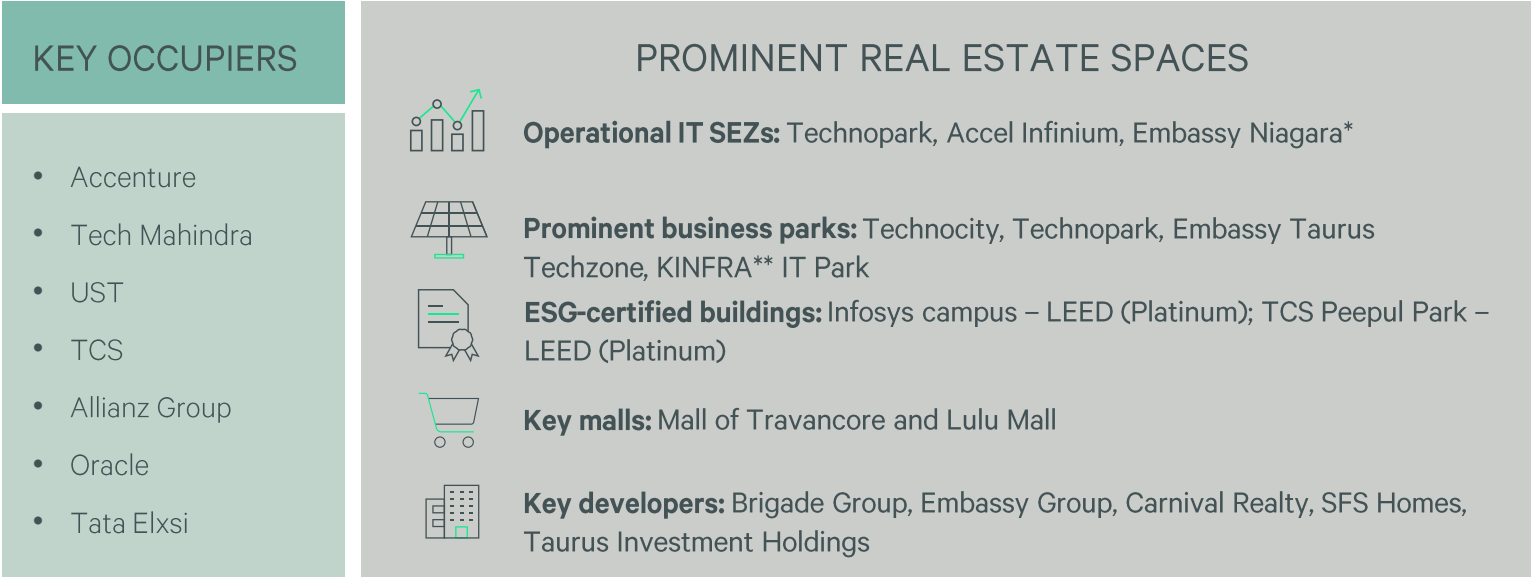 KEY OCCUPIERS
• Accenture
• Tech Mahindra
• UST
• TCS
• Allianz Group
• Oracle
• Tata Elxsi
PROMINENT REAL ESTATE SPACES
Operational IT SEZs: Technopark, Accel Infinium, Embassy Niagara*
Prominent business parks: Technocity, Technopark, Embassy Taurus
Techzone, KINFRA** IT Park
ESG-certified buildings: Infosys campus – LEED (Platinum); TCS Peepul Park –
LEED (Platinum)
Key malls: Mall of Travancore and Lulu Mall
Key developers: Brigade Group, Embassy Group, Carnival Realty, SFS Homes,
Taurus Investment Holdings